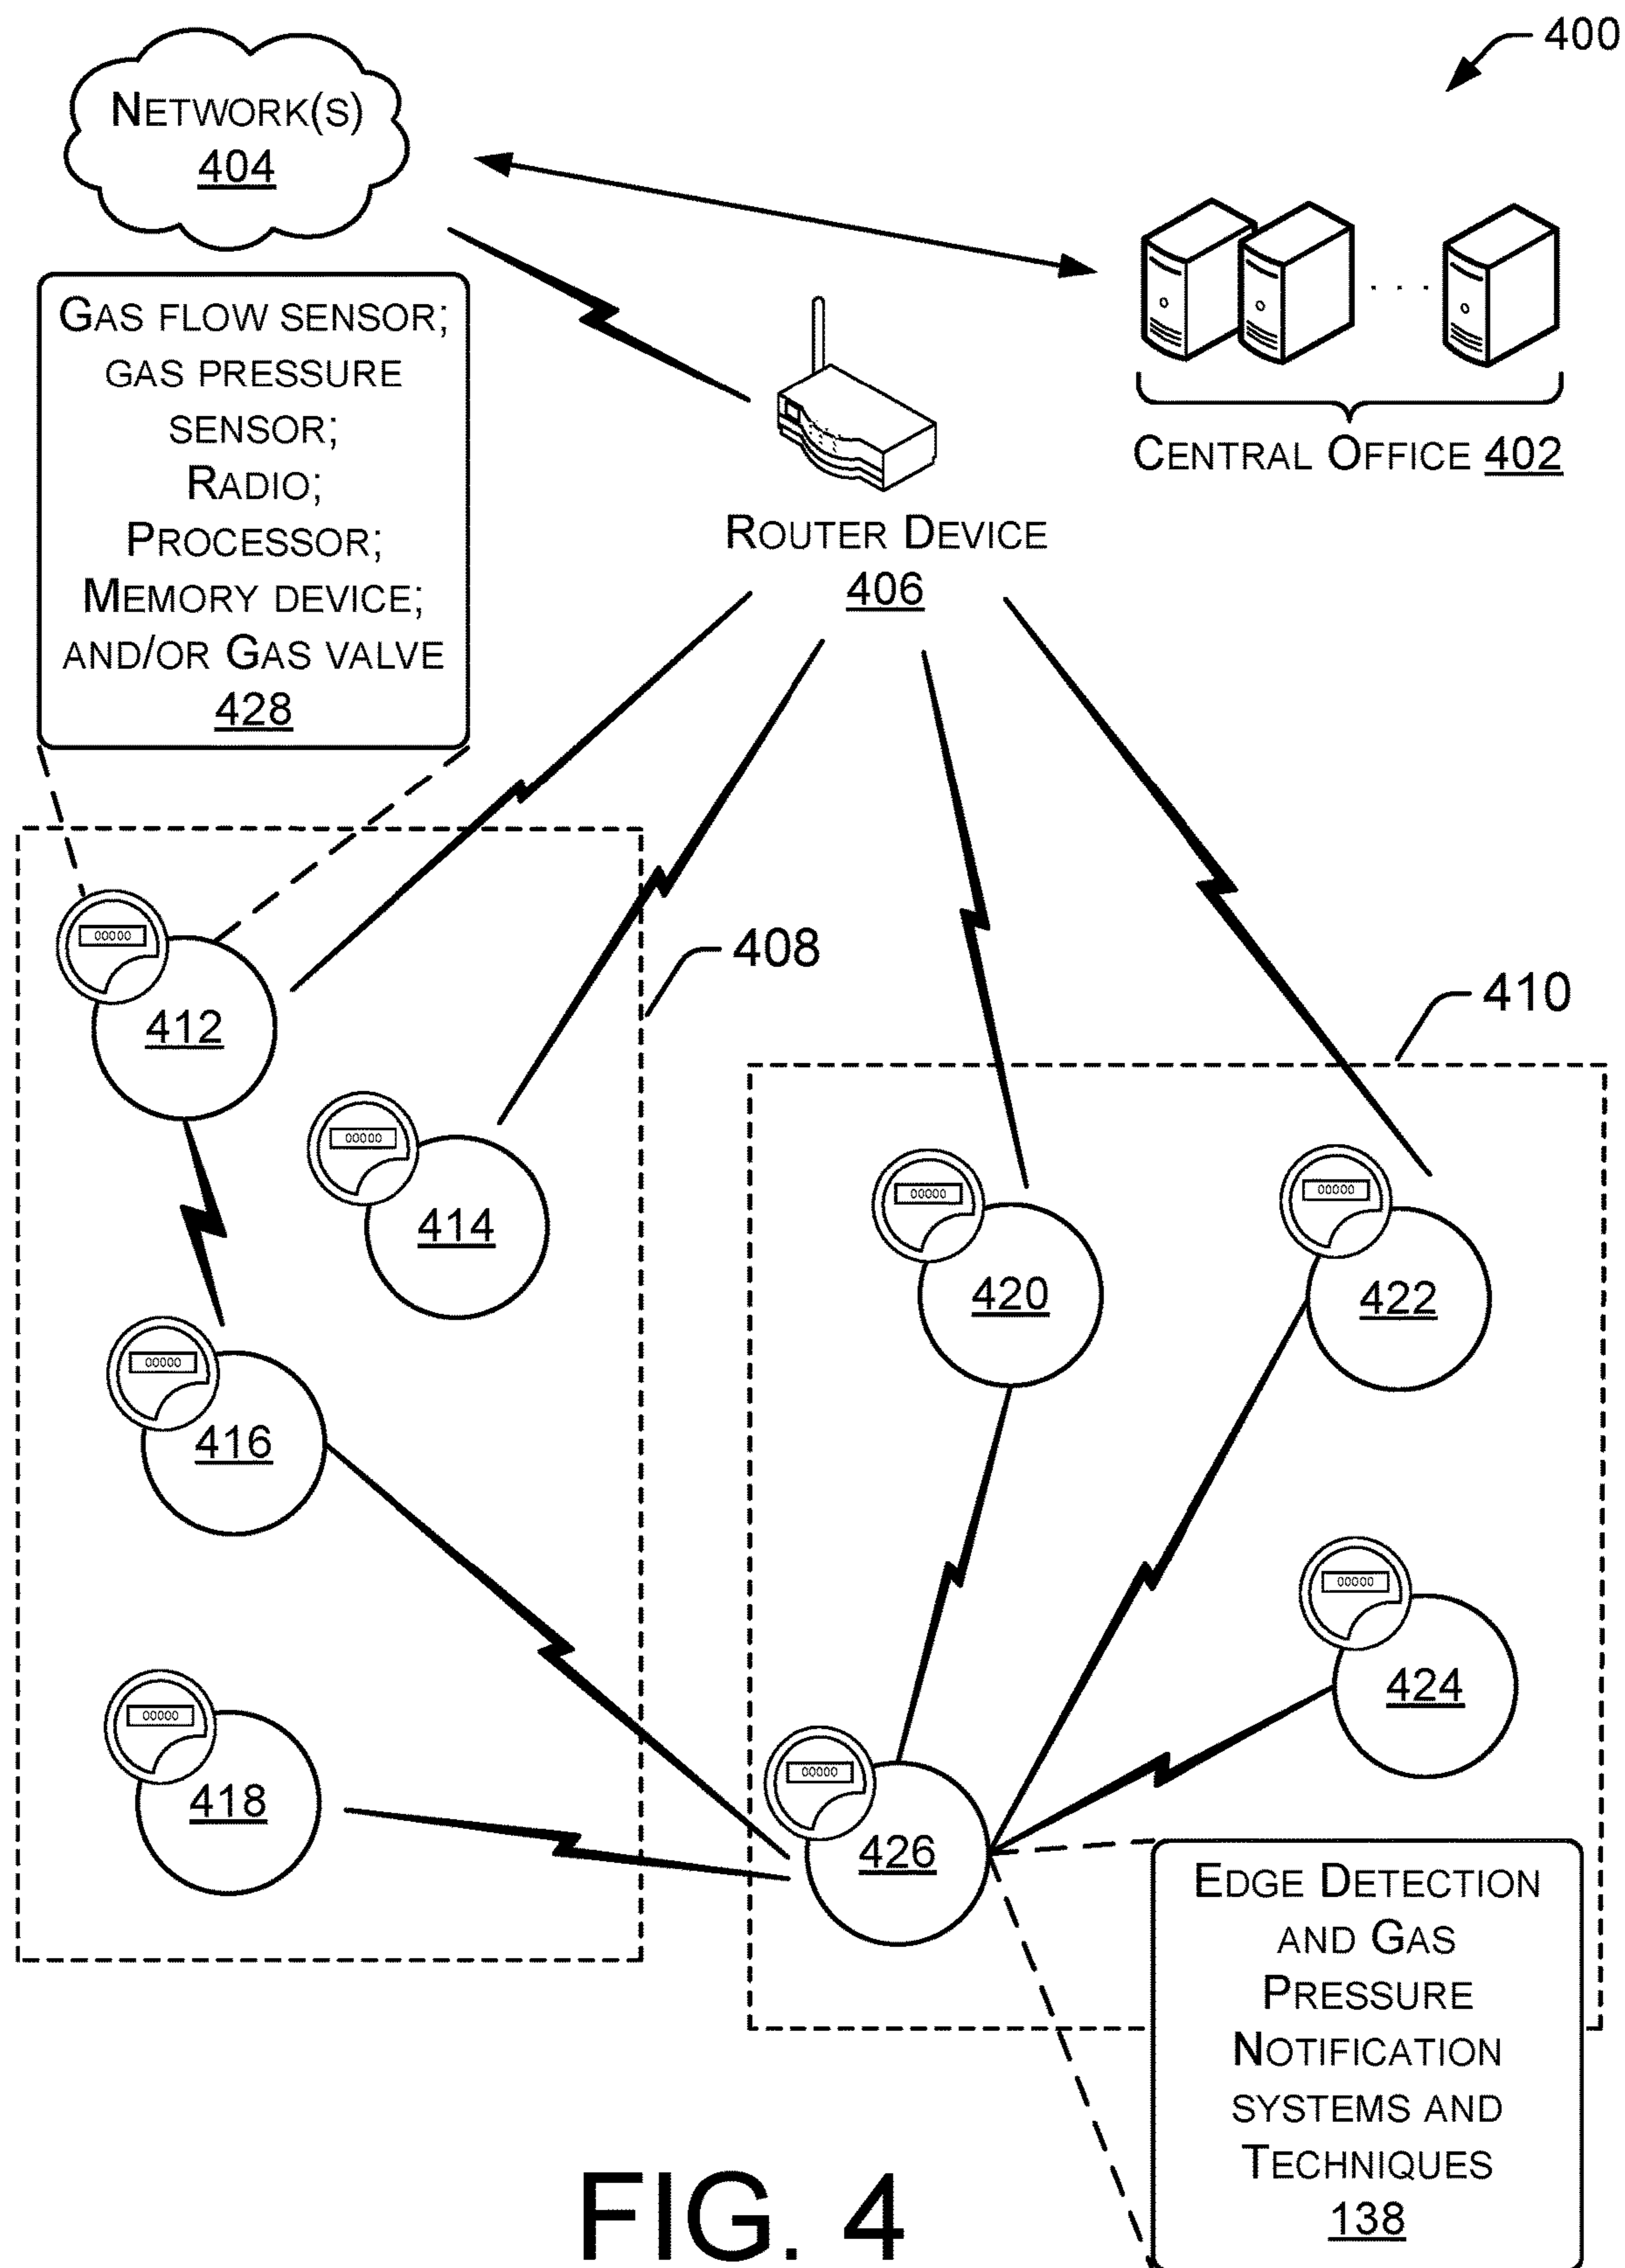 400
NETWORK(S)
404
GAS FLOW SENSOR;
GAS PRESSURE
SENSOR;
RADIO;
PROCESSOR;
MEMORY DEVICE;
AND/OR GAS VALVE
428
CENTRAL OFFICE 402
ROUTER DEVICE
406
408
410
00000
412
00000
414
00000
420
00000
422
00000
416
00000
424
00000
418
00000
426
EDGE DETECTION
AND GAS
PRESSURE
NOTIFICATION
SYSTEMS AND
TECHNIQUES
138
FIG. 4